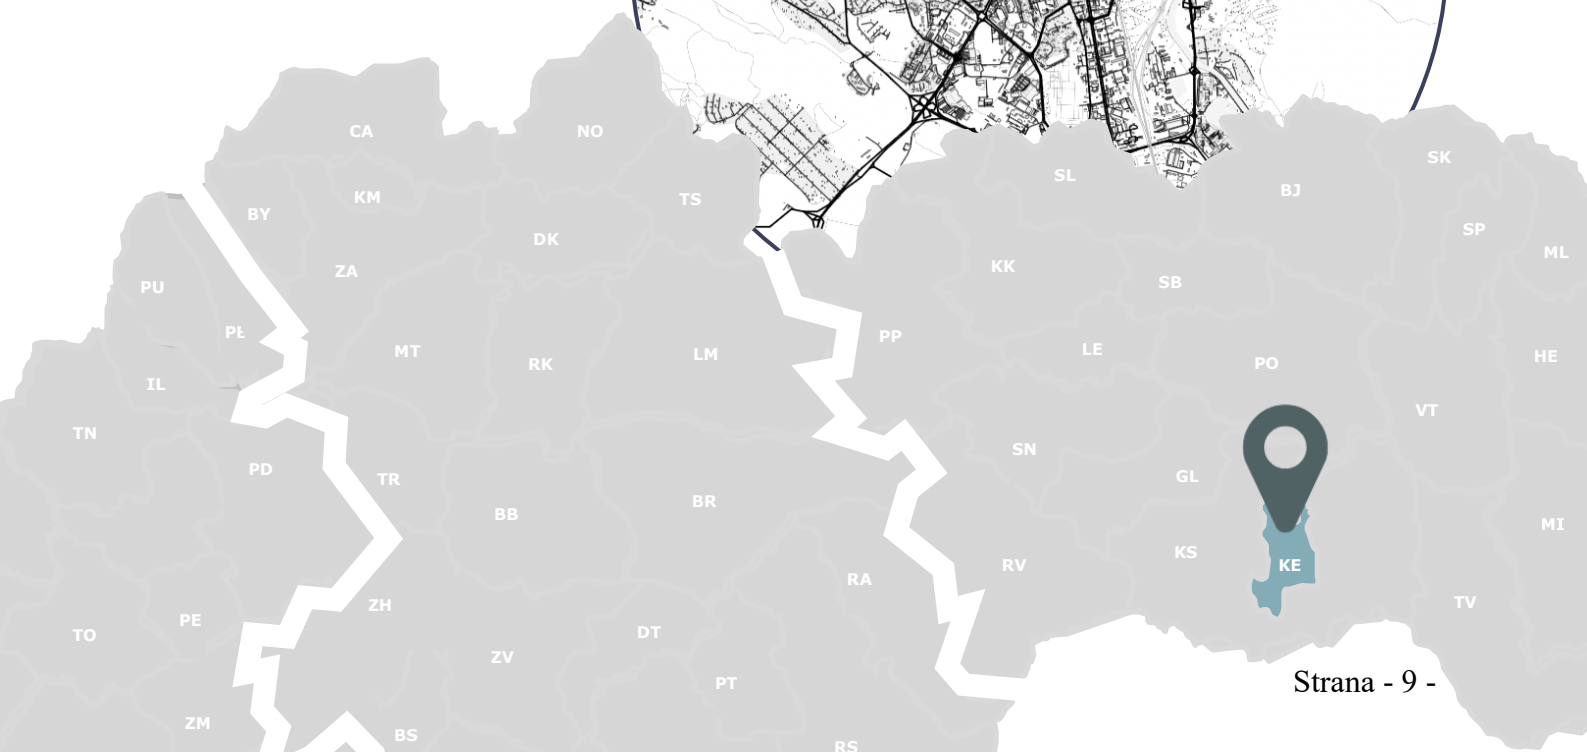 CA
NO
SK
SL
BJ
KM
TS
BY
SP
DK
ML
KK
ZA
SB
PU
PŁ
PP
LE
MT
LM
HE
RK
PO
IL
VT
TN
SN
PD
GL
TR
BR
BB
MI
KS
RV
KE
RA
TV
ZH
PE
DT
TO
ZV
PT
Strana - 9 -
ZM
BS
RS